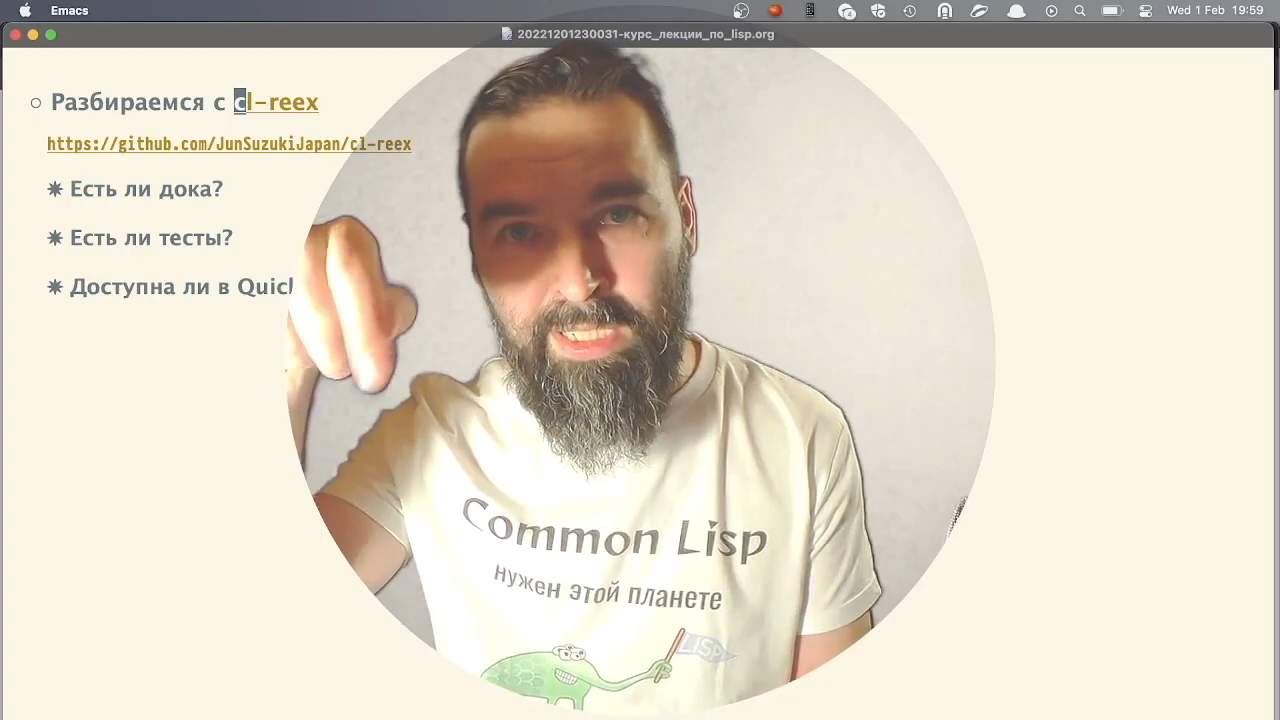 Emacs
Wed 1 Feb 19:59
20221201230031-курс_лекции_по_lisp.org
Разбираемся с cl-reex
https://github.com/JunSuzukiJapan/cl-reex
Есть ли дока?
Есть ли тесты?
Доступна ли в
Common Lisp
нужен этой планете
LISP